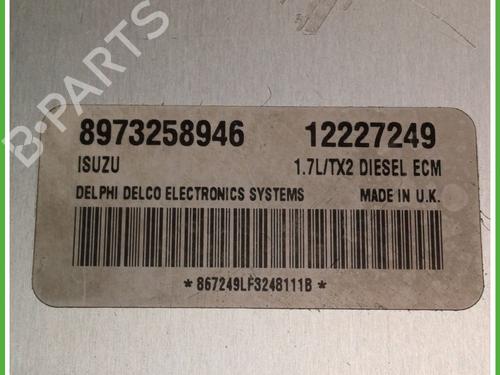 B-PARTS
8973258946 12227249
ISUZU 1.7L/TX2 DIESEL ECM
DELPHI DELCO ELECTRONICS SYSTEMS MADE IN U.K.
*867249LF3248111B*